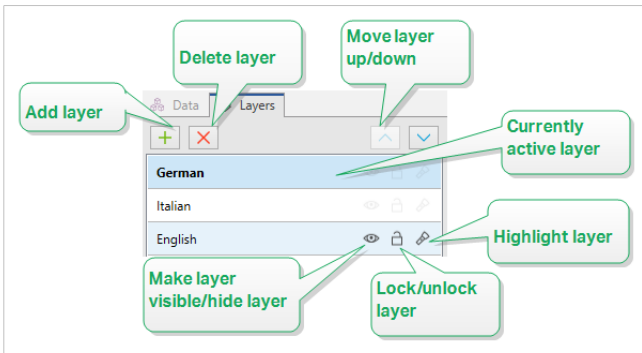 Move layer
up/down
Delete layer
Add layer
Data
Layers
Currently
active layer
German
Italian
English
Highlight layer
Make layer
visible/hide layer
Lock/unlock
layer